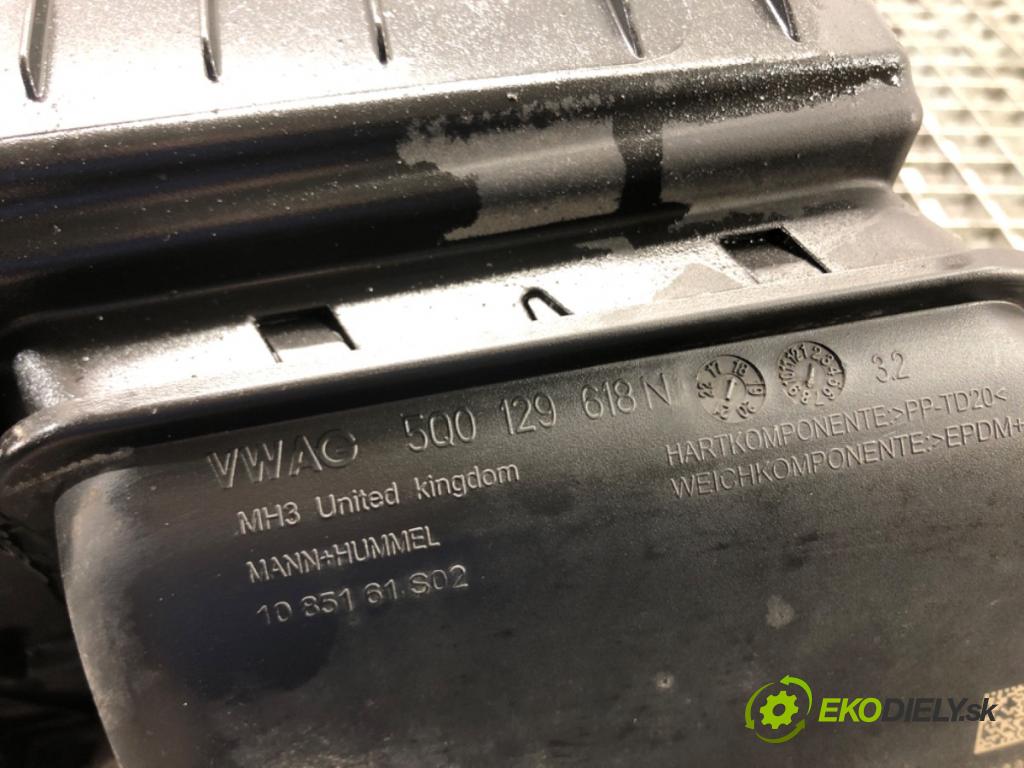 VWAG 5Q0 129 618 N 3.2
HARTKOMPONENTE:>PP-TD20<
WEICHKOMPONENTE:>EPDM+
MH3 United kingdom
MANN+HUMMEL
10 851 61 S02
EKODIELY.sk